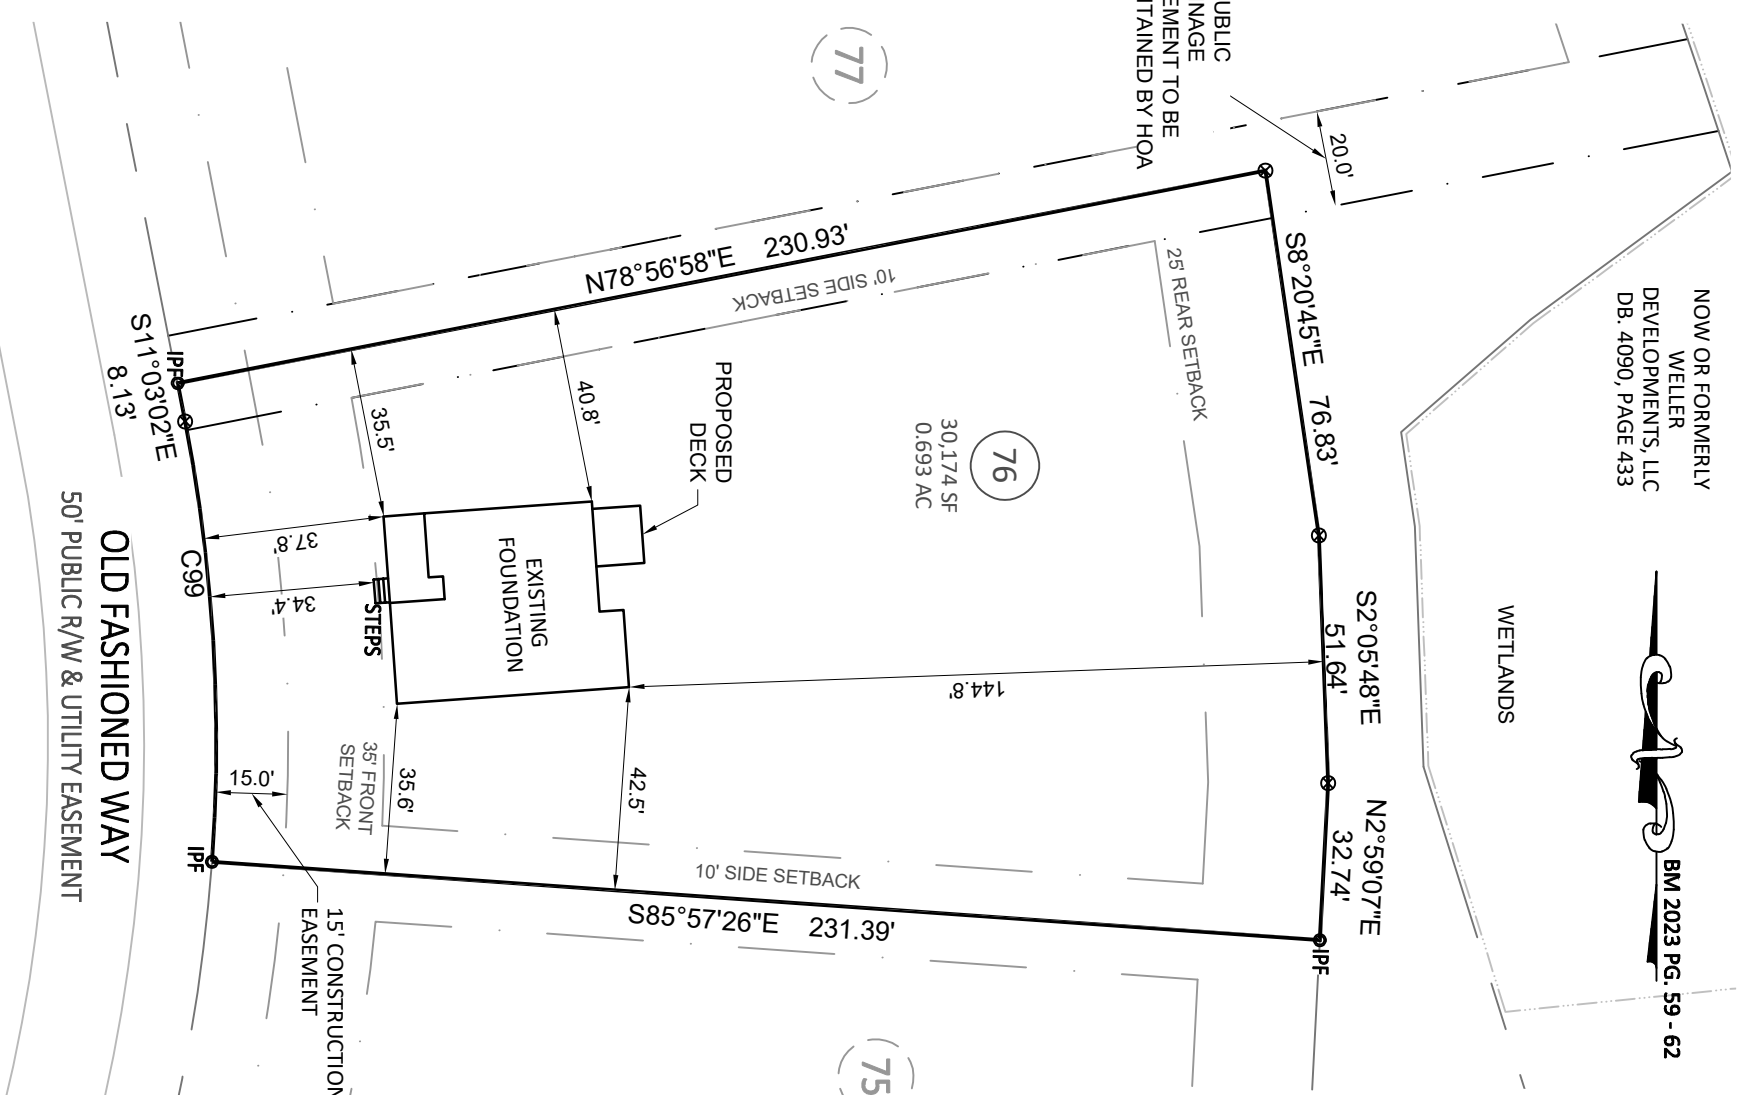 UBLIC
NAGE
EMENT TO BE
TAINED BY HOA
77
20.0'
NOW OR FORMERLY
WELLER
DEVELOPMENTS, LLC
DB. 4090, PAGE 433
WETLANDS
BM 2023 PG. 59 - 62
S8°20'45"E 76.83'
S2°05'48"E
51.64'
N2°59'07"E
32.74'
IPF
N78°56'58"E 230.93'
10' SIDE SETBACK
25' REAR SETBACK
76
30,174 SF
0.693 AC
PROPOSED
DECK
40.8'
35.5'
EXISTING
FOUNDATION
144.8'
STEPS
37.8'
34.4'
C99
42.5'
35.6'
35' FRONT
SETBACK
10' SIDE SETBACK
S85°57'26"E 231.39'
15.0'
15' CONSTRUCTION
EASEMENT
IPF
IPF
S11°03'02"E
8.13'
OLD FASHIONED WAY
50' PUBLIC R/W & UTILITY EASEMENT
75